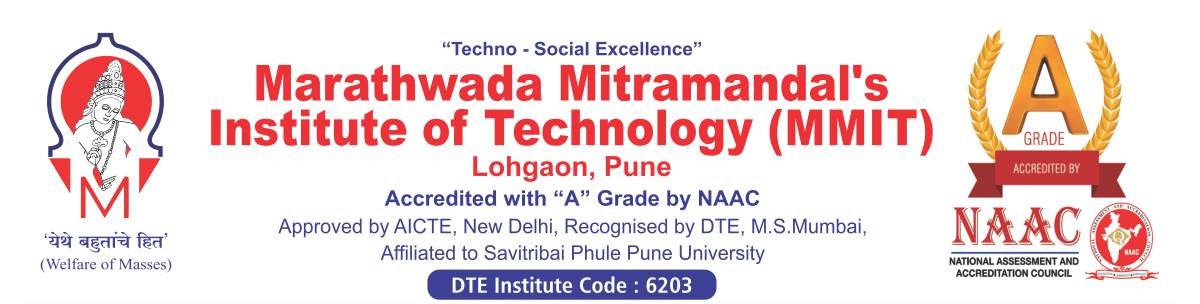 “Techno - Social Excellence”
Marathwada Mitramandal's
Institute of Technology (MMIT)
Lohgaon, Pune
Accredited with “A” Grade by NAAC
Approved by AICTE, New Delhi, Recognised by DTE, M.S.Mumbai,
Affiliated to Savitribai Phule Pune University
DTE Institute Code : 6203
M
‘येथे बहुतांचे हित’
(Welfare of Masses)
A
GRADE
ACCREDITED BY
NAAC
NATIONAL ASSESSMENT AND
ACCREDITATION COUNCIL
NAAC